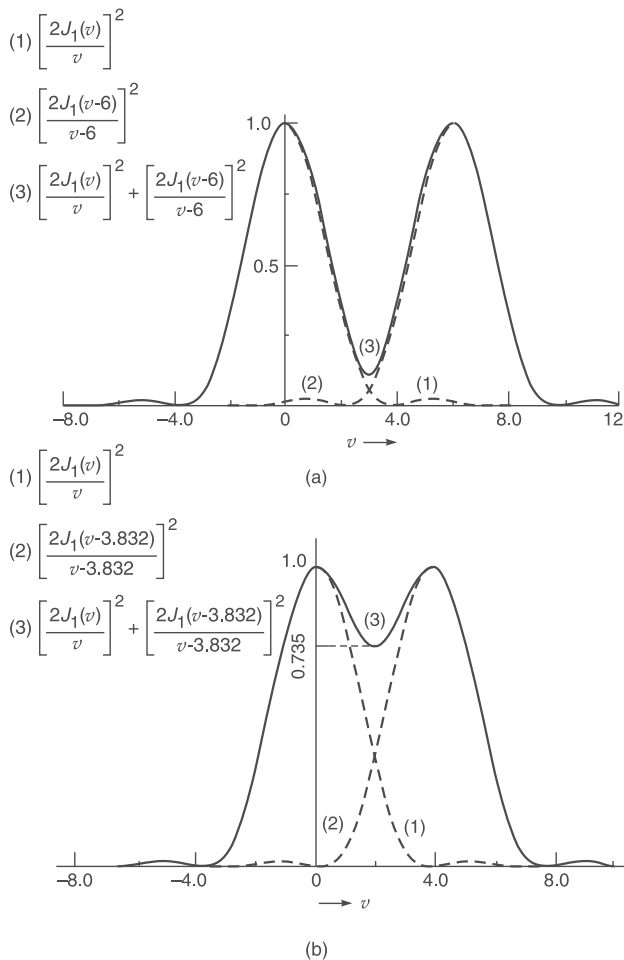 (1) [2J₁(v)/v]²
(2) [2J₁(v-6)/v-6]²
(3) [2J₁(v)/v]² + [2J₁(v-6)/v-6]²
1.0
0.5
(3)
(2)
(1)
–8.0 –4.0 0 4.0 8.0 12
v
(a)
(1) [2J₁(v)/v]²
(2) [2J₁(v-3.832)/v-3.832]²
(3) [2J₁(v)/v]² + [2J₁(v-3.832)/v-3.832]²
1.0
(3)
0.735
(2)
(1)
–8.0 –4.0 0 4.0 8.0
v
(b)